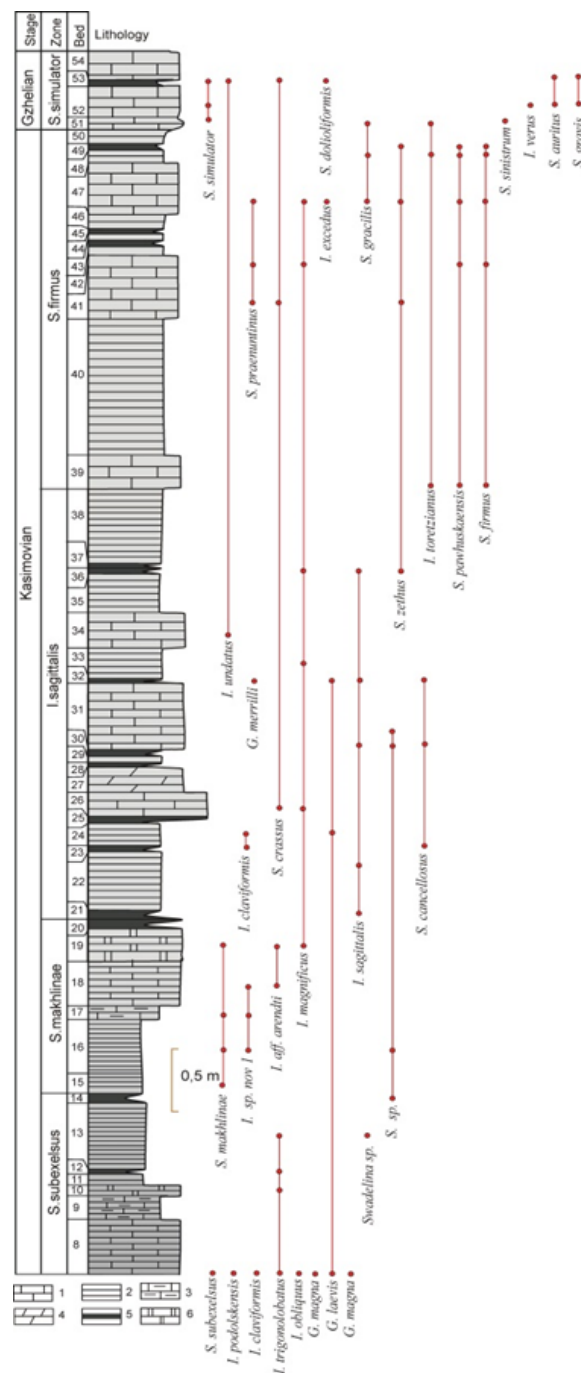 Stage
Zone
Bed
Lithology
Gzhelian
Kasimovian
S.simulator
S.firmus
I.sagittalis
S.makhlinae
S.subexelsus
54
53
52
51
50
49
48
47
46
45
44
43
42
41
40
39
38
37
36
35
34
33
32
31
30
29
28
27
26
25
24
23
22
21
20
19
18
17
16
15
14
13
12
11
10
9
8
0,5 m
S. simulator
S. dolioliformis
S. sinistrum
I. verus
S. auritus
S. gravis
S. praenuntinus
I. excedus
S. gracilis
I. toretzianus
S. pawhuskaensis
S. firmus
S. zethus
I. undatus
G. merrilli
S. crassus
I. claviformis
S. cancellosus
I. sagittalis
I. magnificus
I. aff. arendti
I. sp. nov 1
S. makhlinae
S. sp.
Swadelina sp.
S. subexelsus
I. podolskensis
I. claviformis
I. trigonolobatus
I. obliquus
G. magna
G. laevis
G. magna
1
2
3
4
5
6